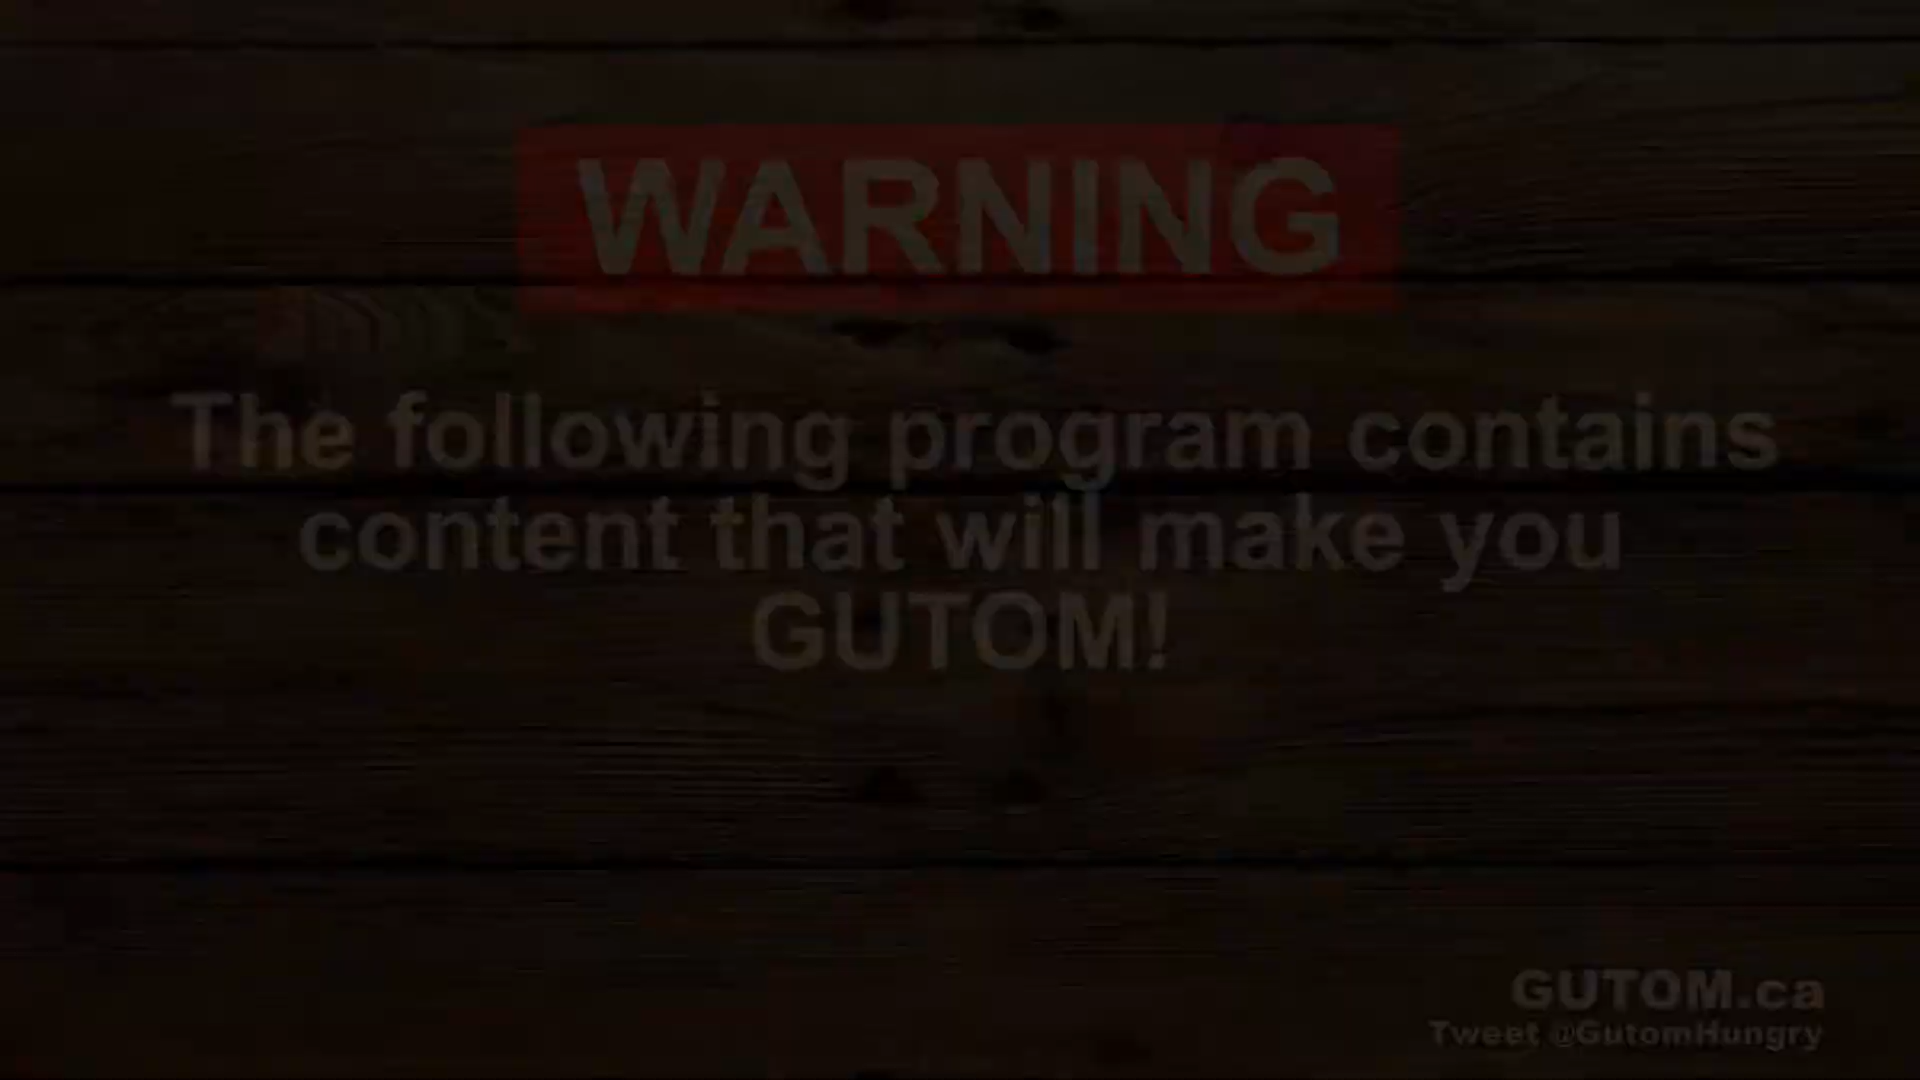 WARNING
The following program contains
content that will make you
GUTOM!
GUTOM.ca
Tweet @GutomHungry